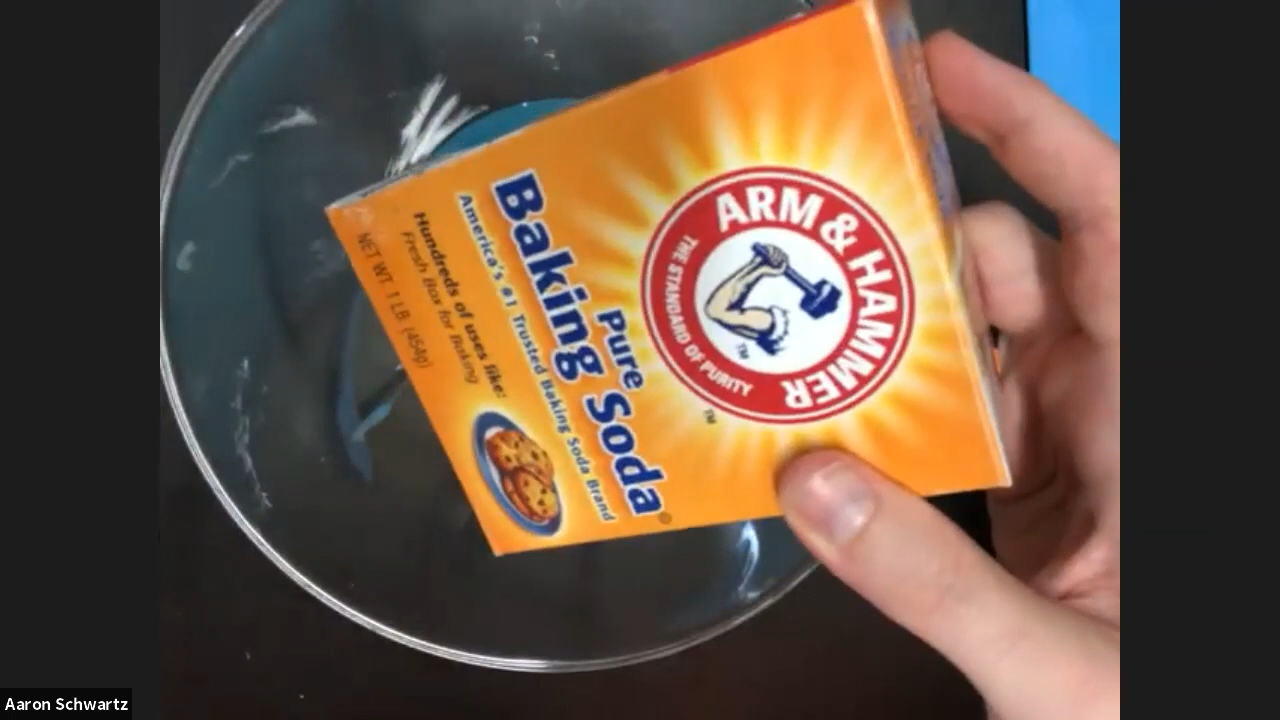 ARM & HAMMER
THE STANDARD OF PURITY
TM
TM
Pure
Baking Soda
America's #1 Trusted Baking Soda Brand
Hundreds of uses like:
Fresh Box for Baking
NET WT 1 LB. (454g)
Aaron Schwartz